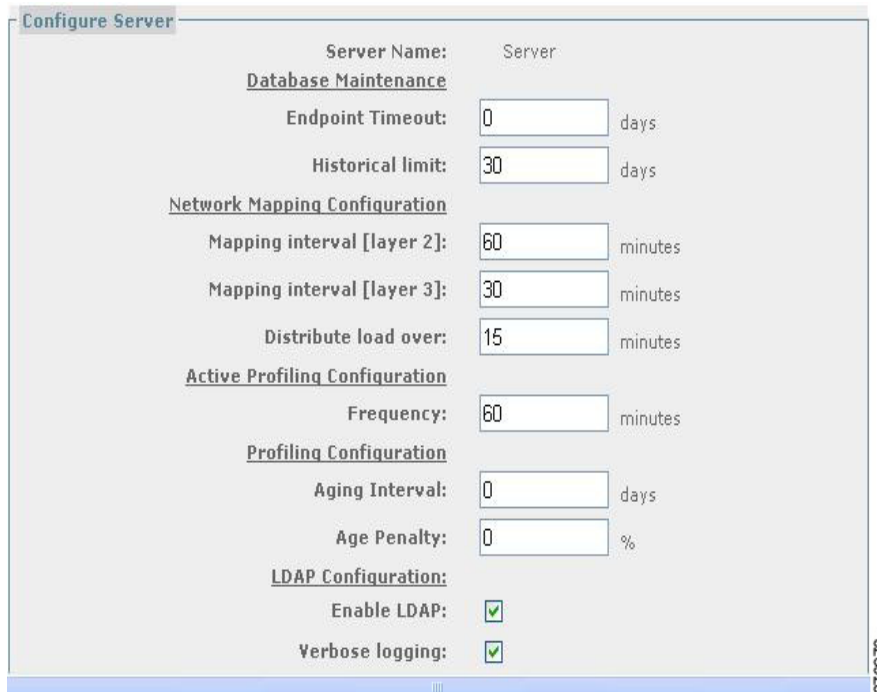 Configure Server
Server Name: Server
Database Maintenance
Endpoint Timeout: 0 days
Historical limit: 30 days
Network Mapping Configuration
Mapping interval [layer 2]: 60 minutes
Mapping interval [layer 3]: 30 minutes
Distribute load over: 15 minutes
Active Profiling Configuration
Frequency: 60 minutes
Profiling Configuration
Aging Interval: 0 days
Age Penalty: 0 %
LDAP Configuration:
Enable LDAP:
Verbose logging: